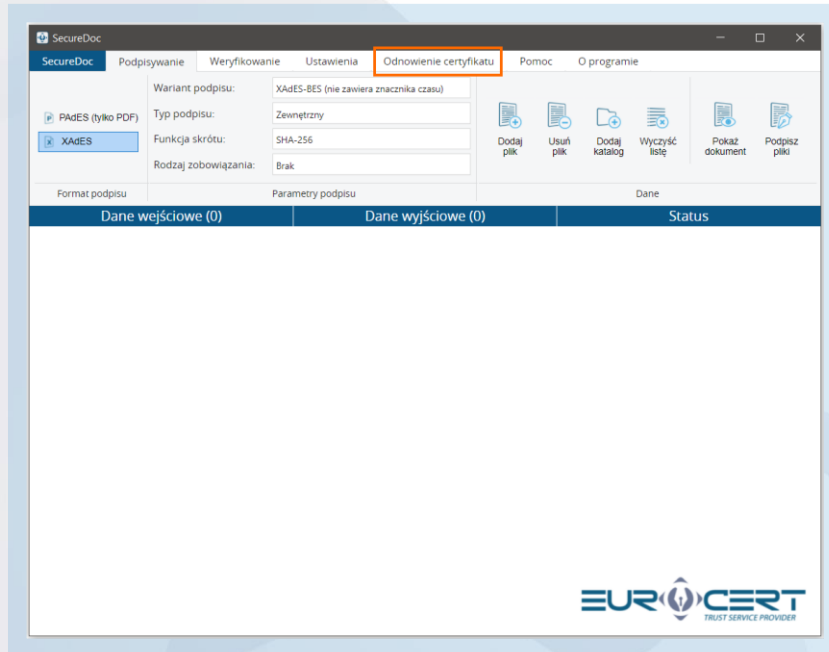 SecureDoc
SecureDoc Podpisywanie Weryfikowanie Ustawienia Odnowienie certyfikatu Pomoc O programie
PAdES (tylko PDF)
XAdES
Format podpisu
Wariant podpisu: XAdES-BES (nie zawiera znacznika czasu)
Typ podpisu: Zewnętrzny
Funkcja skrótu: SHA-256
Rodzaj zobowiązania: Brak
Parametry podpisu
Dodaj plik
Usuń plik
Dodaj katalog
Wyczyść listę
Pokaż dokument
Podpisz pliki
Dane
Dane wejściowe (0) Dane wyjściowe (0) Status
EUROCERT
TRUST SERVICE PROVIDER